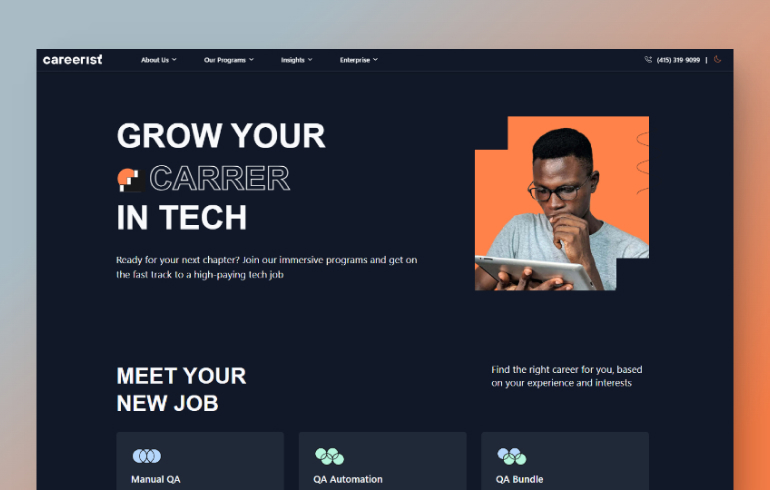 careerist
About Us
Our Programs
Insights
Enterprise
(415) 319-9099 |
GROW YOUR
CARRER
IN TECH
Ready for your next chapter? Join our immersive programs and get on
the fast track to a high-paying tech job
MEET YOUR
NEW JOB
Find the right career for you, based
on your experience and interests
Manual QA
QA Automation
QA Bundle